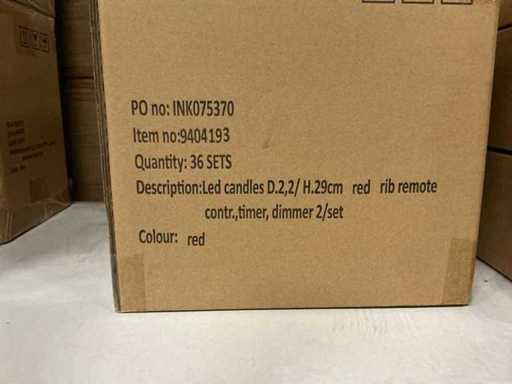 PO no: INK075370
Item no:9404193
Quantity: 36 SETS
Description:Led candles D.2,2/ H.29cm red rib remote
contr.,timer, dimmer 2/set
Colour: red